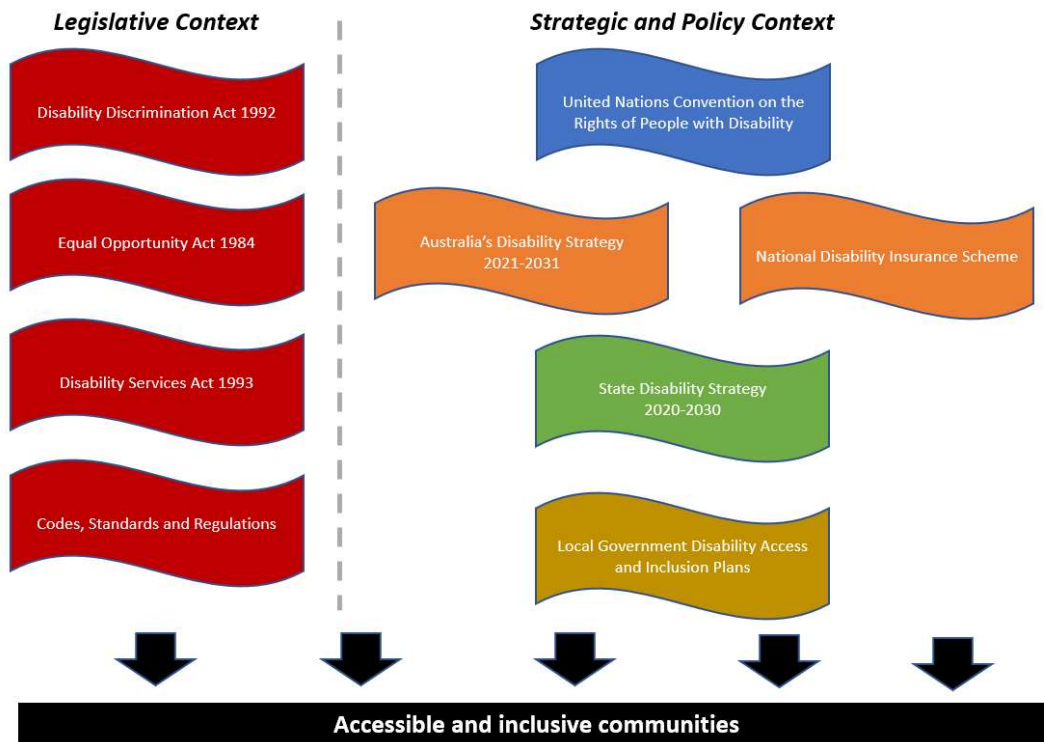 Legislative Context
Disability Discrimination Act 1992
Equal Opportunity Act 1984
Disability Services Act 1993
Codes, Standards and Regulations
Strategic and Policy Context
United Nations Convention on the
Rights of People with Disability
Australia's Disability Strategy
2021-2031
National Disability Insurance Scheme
State Disability Strategy
2020-2030
Local Government Disability Access
and Inclusion Plans
Accessible and inclusive communities